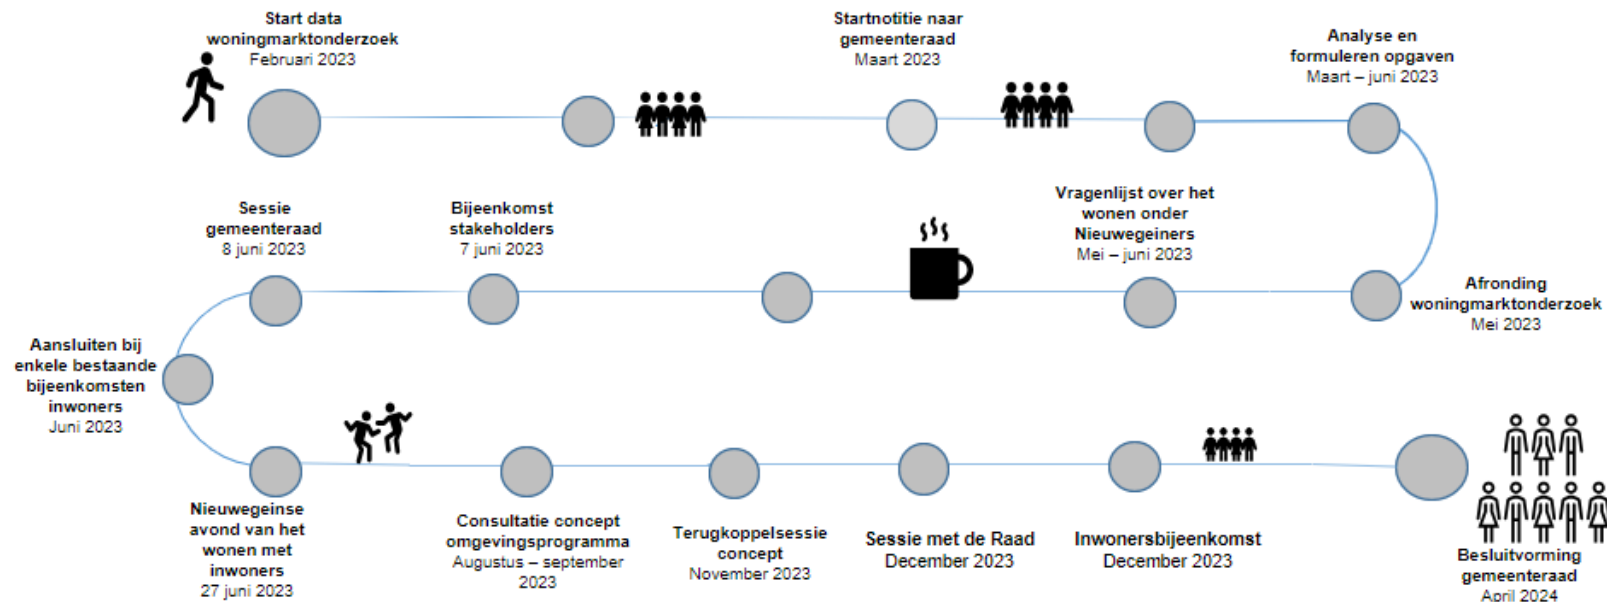 Start data
woningmarktonderzoek
Februari 2023
Startnotitie naar
gemeenteraad
Maart 2023
Analyse en
formuleren opgaven
Maart – juni 2023
Afronding
woningmarktonderzoek
Mei 2023
Vragenlijst over het
wonen onder
Nieuwegeiners
Mei – juni 2023
Bijeenkomst
stakeholders
7 juni 2023
Sessie
gemeenteraad
8 juni 2023
Aansluiten bij
enkele bestaande
bijeenkomsten
inwoners
Juni 2023
Nieuwegeinse
avond van het
wonen met
inwoners
27 juni 2023
Consultatie concept
omgevingsprogramma
Augustus – september
2023
Terugkoppelsessie
concept
November 2023
Sessie met de Raad
December 2023
Inwonersbijeenkomst
December 2023
Besluitvorming
gemeenteraad
April 2024